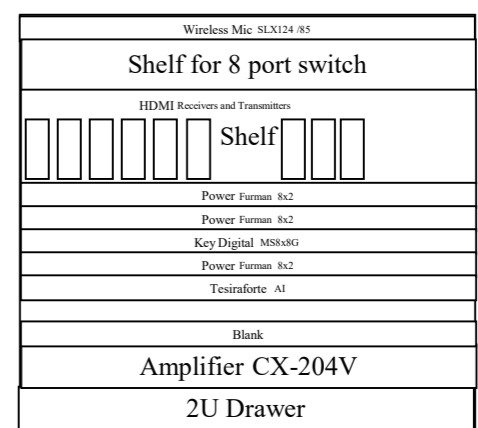 Wireless Mic SLX124 /85
Shelf for 8 port switch
HDMI Receivers and Transmitters
Shelf
Power Furman 8x2
Power Furman 8x2
Key Digital MS8x8G
Power Furman 8x2
Tesiraforte AI
Blank
Amplifier CX-204V
2U Drawer